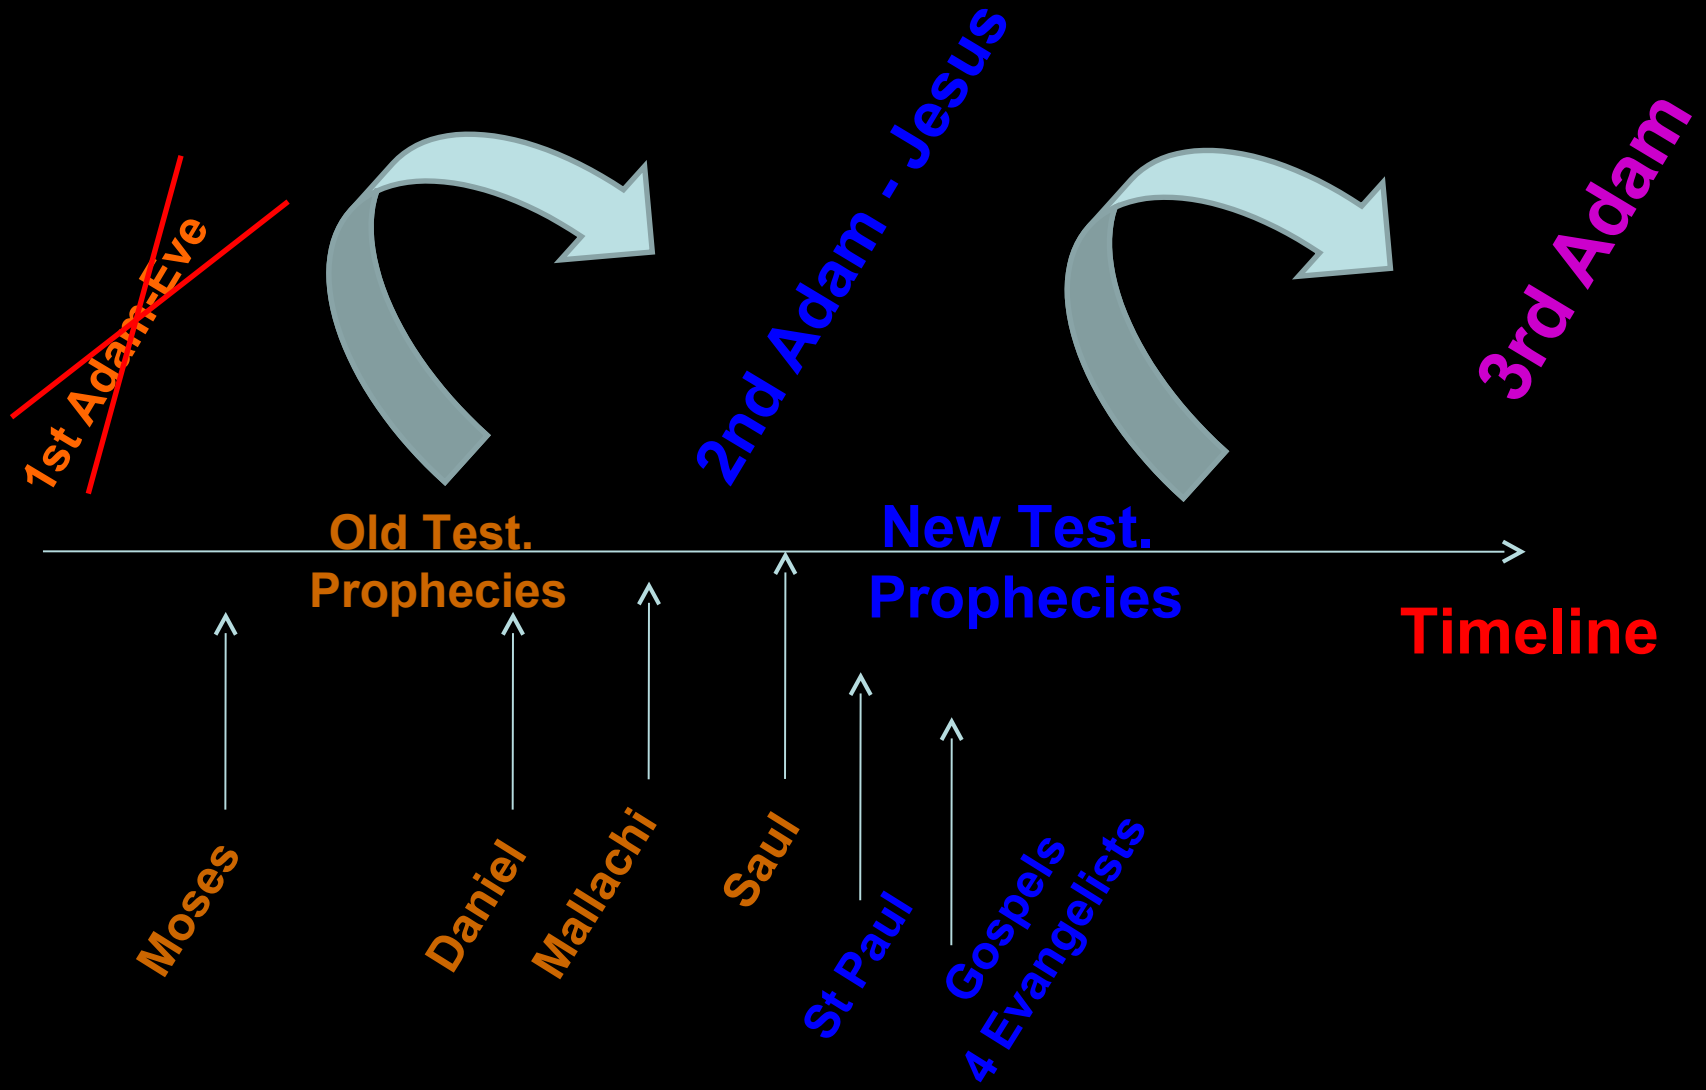 1st Adam-Eve
2nd Adam - Jesus
3rd Adam
Old Test.
Prophecies
New Test.
Prophecies
Timeline
Moses
Daniel
Mallachi
Saul
St Paul
Gospels
4 Evangelists